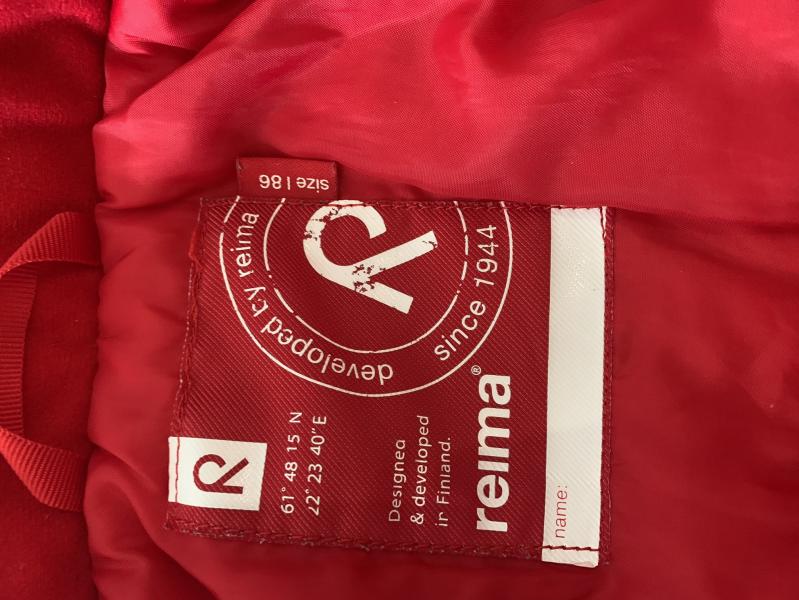 size | 86
developed by reima
since 1944
61° 48 15 N
22° 23 40"E
Designed
& developed
in Finland.
reima®
name: